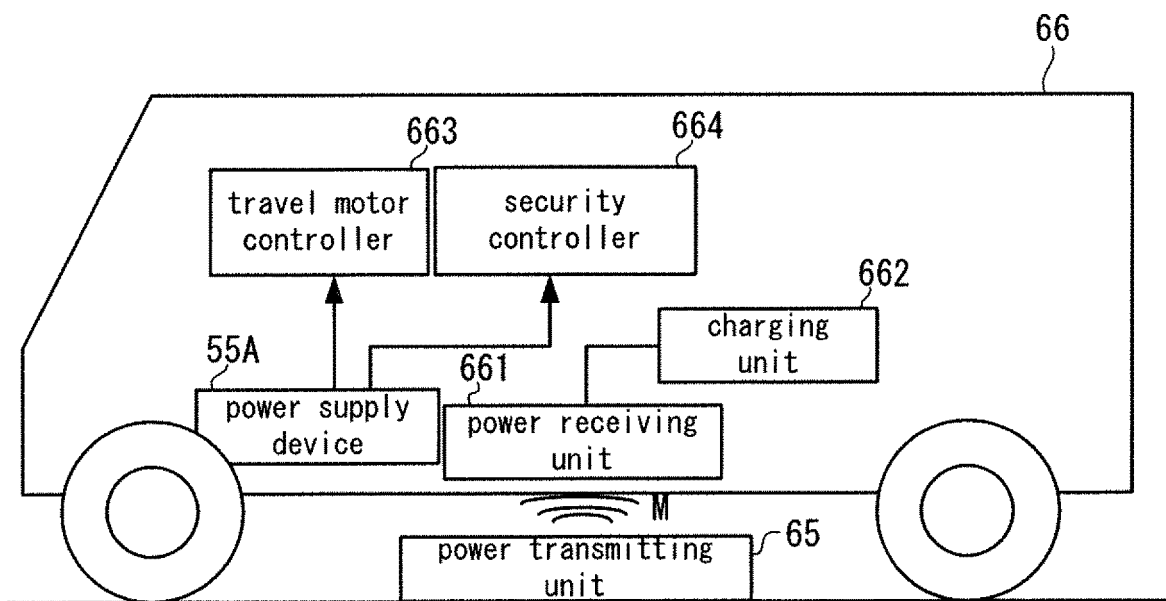 66
663
664
travel motor
controller
security
controller
662
charging
unit
55A
661
power supply
device
power receiving
unit
M
65
power transmitting
unit